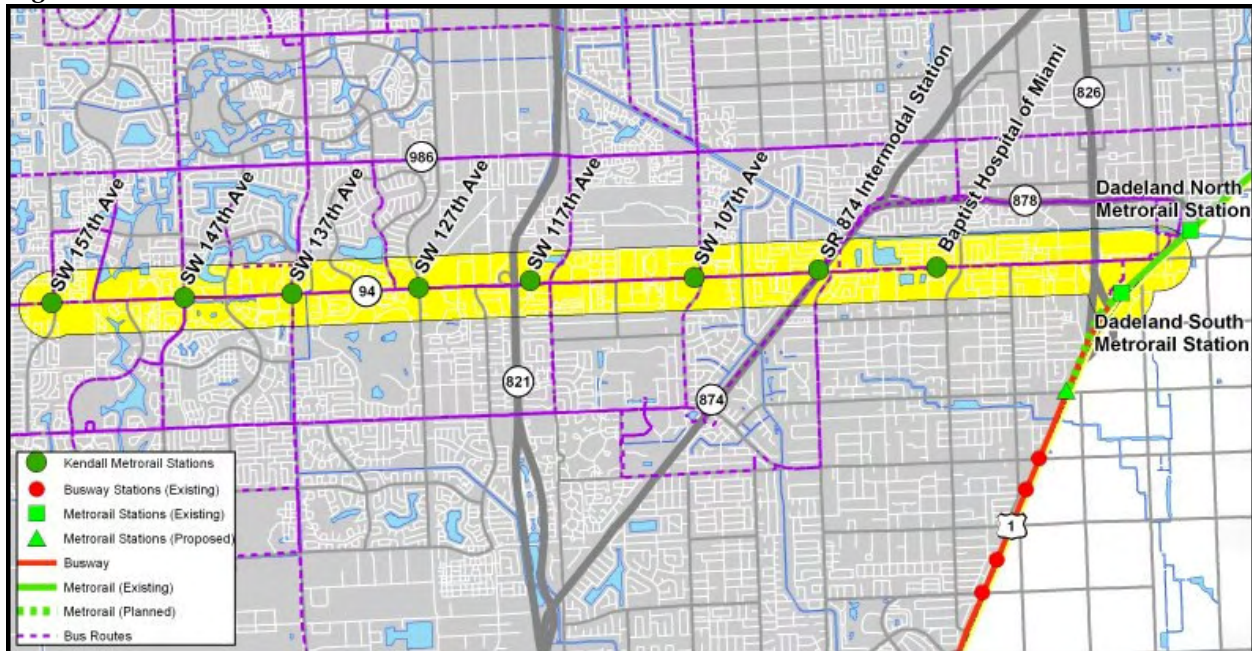 826
986
SW 157th Ave
SW 147th Ave
SW 137th Ave
SW 127th Ave
SW 117th Ave
SW 107th Ave
SR 874 Intermodal Station
Baptist Hospital of Miami
878
Dadeland North
Metrorail Station
94
Dadeland South
Metrorail Station
821
874
1
Kendall Metrorail Stations
Busway Stations (Existing)
Metrorail Stations (Existing)
Metrorail Stations (Proposed)
Busway
Metrorail (Existing)
Metrorail (Planned)
Bus Routes